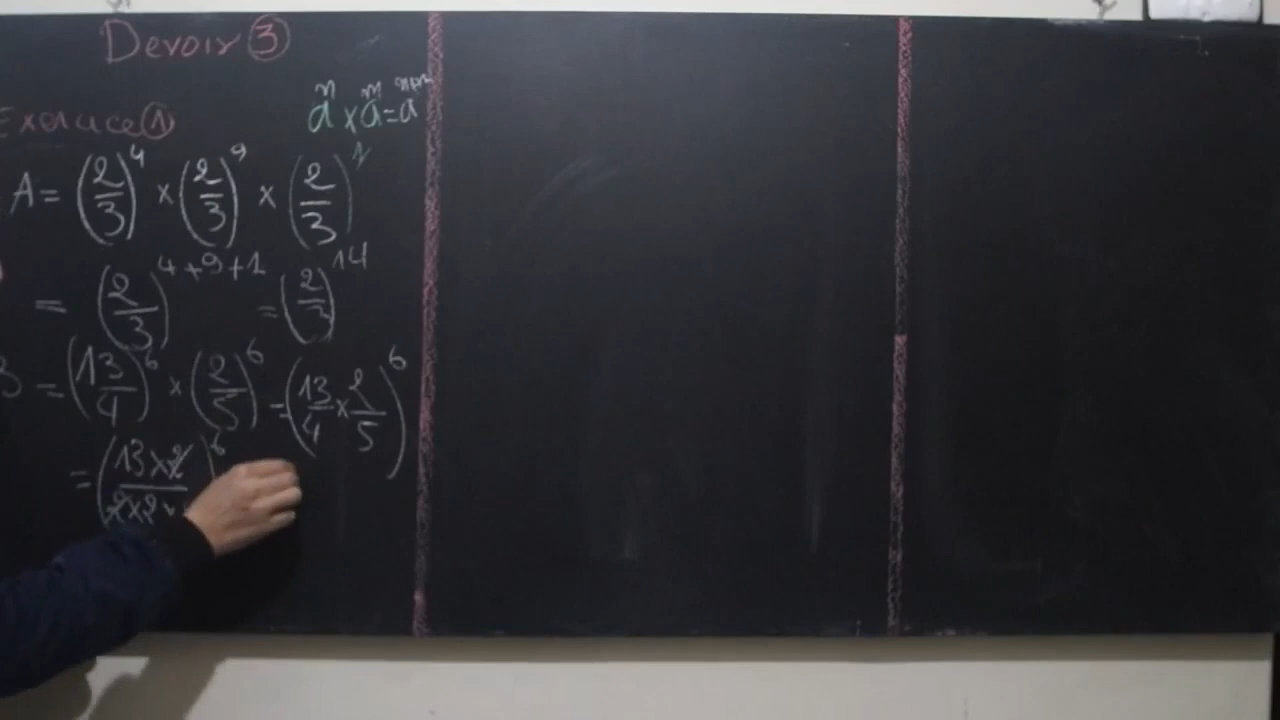 Devoir ③
Exercice ①
aⁿ × aᵐ = aⁿ⁺ᵐ
A = (2/3)⁴ × (2/3)⁹ × (2/3)¹
= (2/3)⁴⁺⁹⁺¹ = (2/3)¹⁴
B = (13/4)⁶ × (2/5)⁶ = (13/4 × 2/5)⁶
= (13×2/2×2×